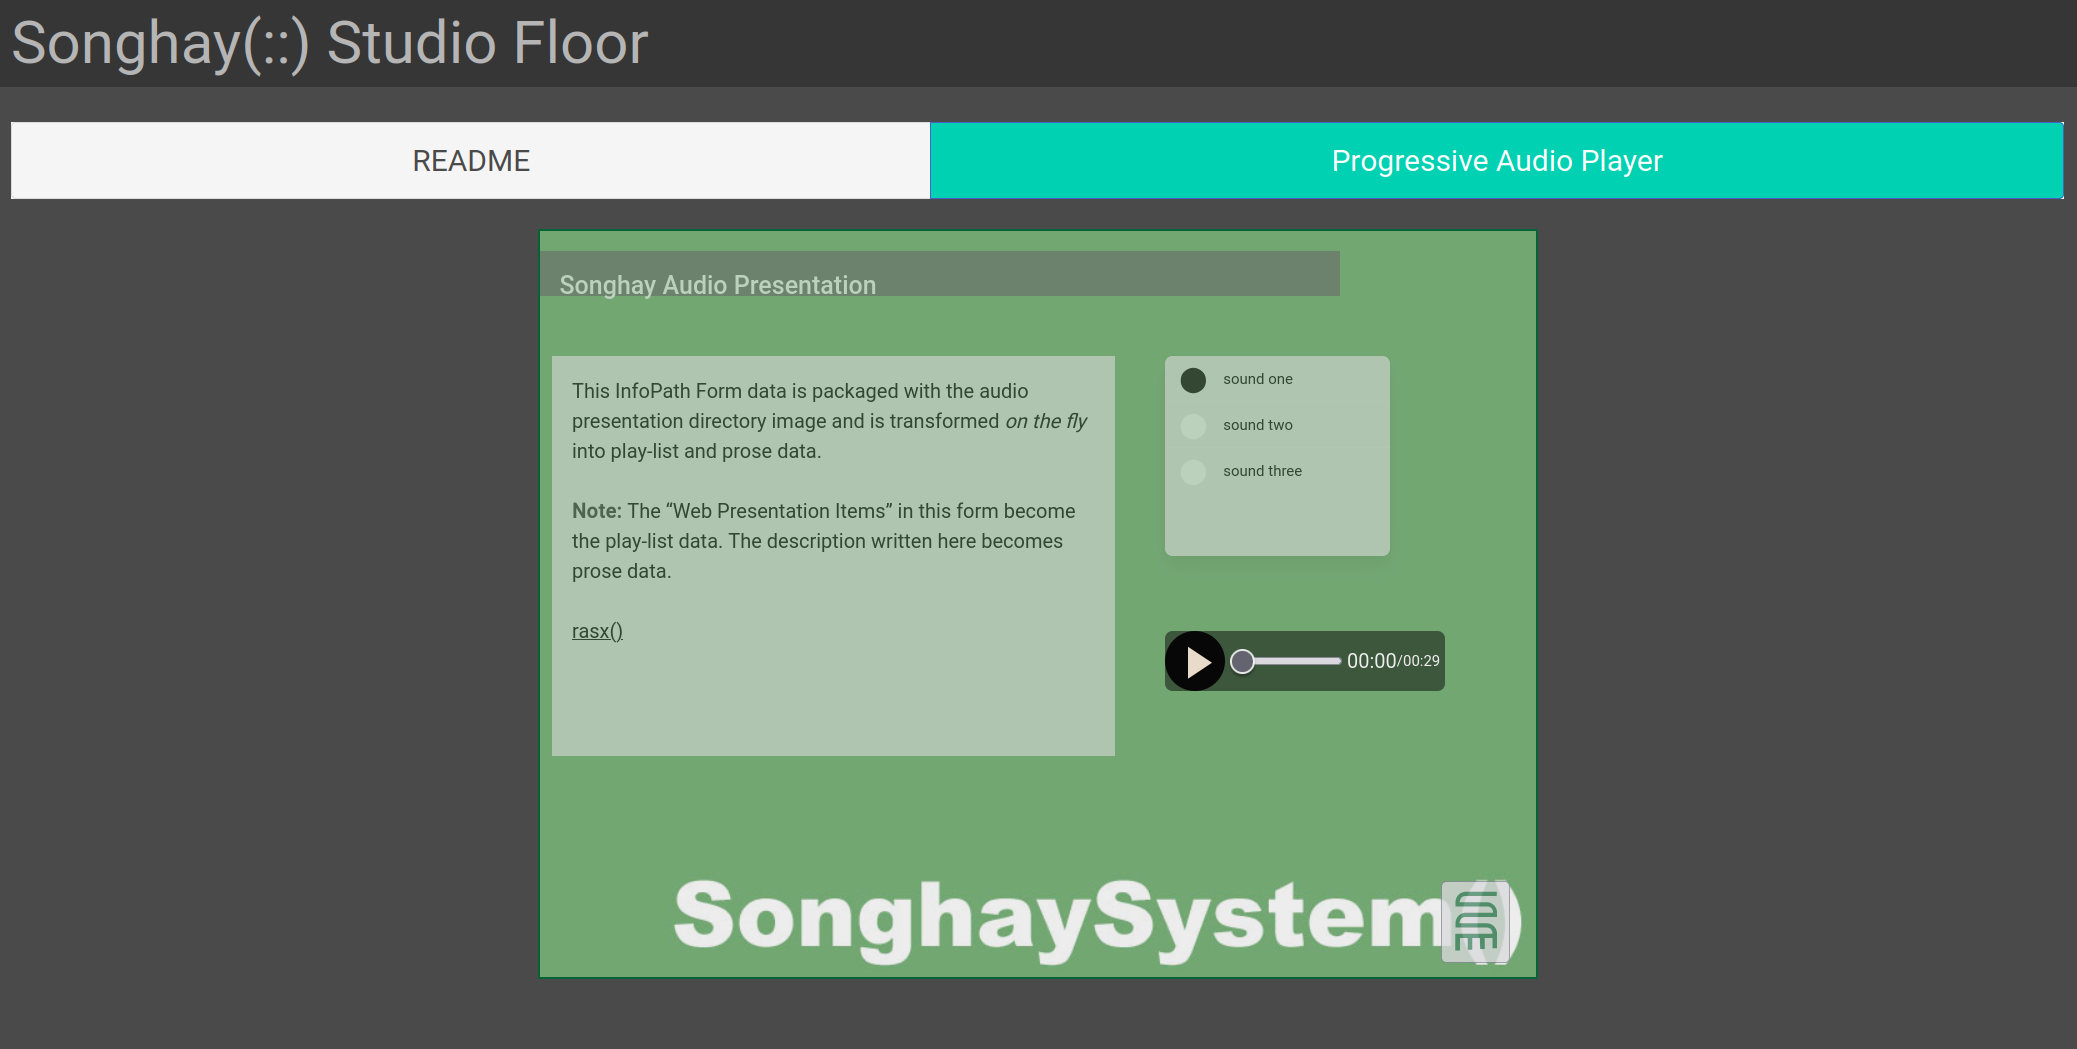 Songhay(::) Studio Floor
README
Progressive Audio Player
Songhay Audio Presentation
This InfoPath Form data is packaged with the audio
presentation directory image and is transformed on the fly
into play-list and prose data.
Note: The “Web Presentation Items” in this form become
the play-list data. The description written here becomes
prose data.
rasx()
sound one
sound two
sound three
00:00/00:29
SonghaySystem()